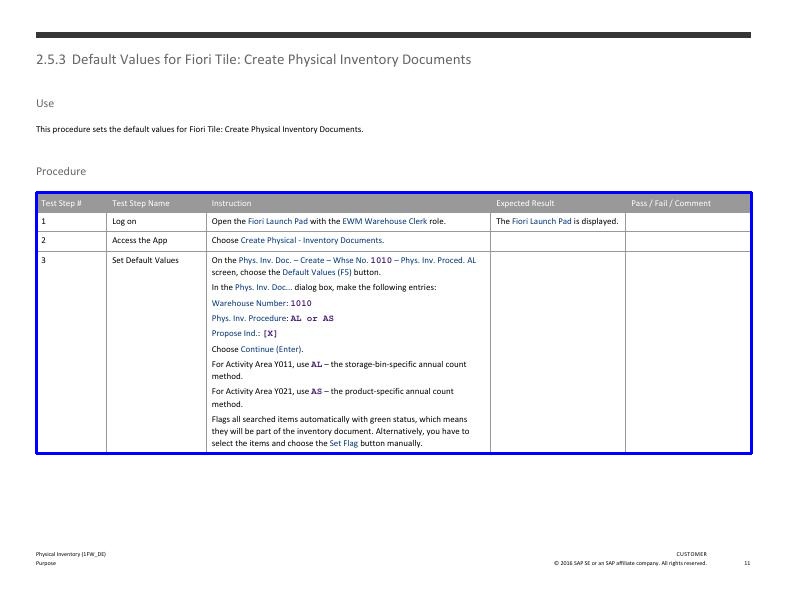 2.5.3 Default Values for Fiori Tile: Create Physical Inventory Documents
Use
This procedure sets the default values for Fiori Tile: Create Physical Inventory Documents.
Procedure
Test Step # Test Step Name Instruction Expected Result Pass / Fail / Comment
1 Log on Open the Fiori Launch Pad with the EWM Warehouse Clerk role. The Fiori Launch Pad is displayed.
2 Access the App Choose Create Physical - Inventory Documents.
3 Set Default Values On the Phys. Inv. Doc. – Create – Whse No. 1010 – Phys. Inv. Proced. AL
screen, choose the Default Values (F5) button.
In the Phys. Inv. Doc... dialog box, make the following entries:
Warehouse Number: 1010
Phys. Inv. Procedure: AL or AS
Propose Ind.: [X]
Choose Continue (Enter).
For Activity Area Y011, use AL – the storage-bin-specific annual count
method.
For Activity Area Y021, use AS – the product-specific annual count
method.
Flags all searched items automatically with green status, which means
they will be part of the inventory document. Alternatively, you have to
select the items and choose the Set Flag button manually.
Physical Inventory (1FW_DE) CUSTOMER
Purpose © 2016 SAP SE or an SAP affiliate company. All rights reserved. 11